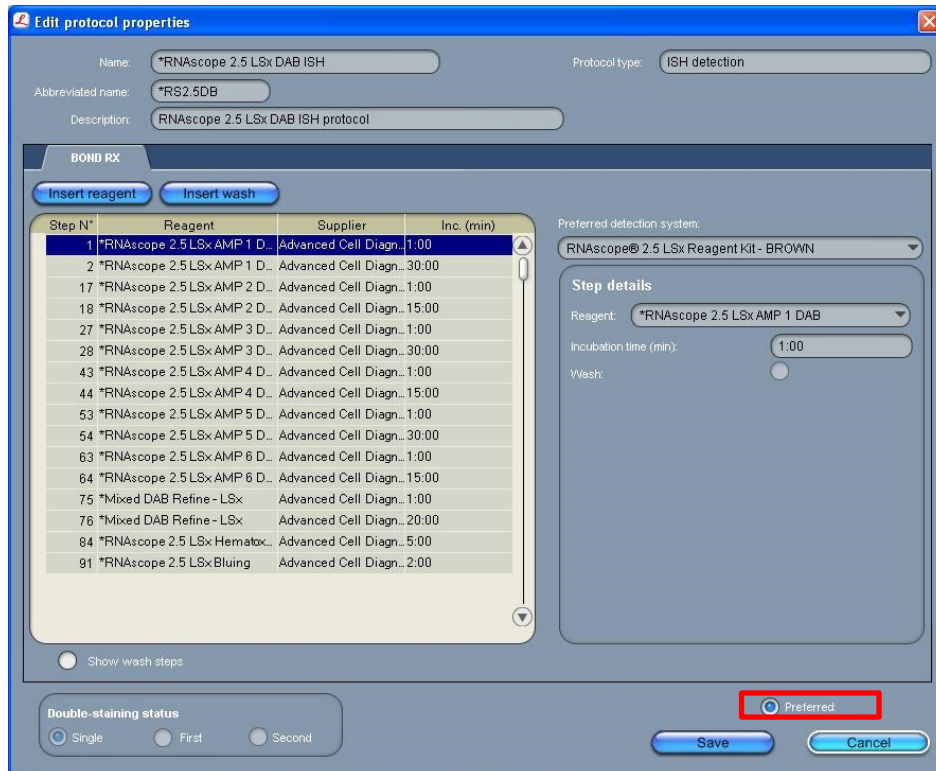 Edit protocol properties
Name: *RNAscope 2.5 LSx DAB ISH Protocol type: ISH detection
Abbreviated name: *RS2.5DB
Description: RNAscope 2.5 LSx DAB ISH protocol
BOND RX
Insert reagent Insert wash
Step N° Reagent Supplier Inc. (min)
1 *RNAscope 2.5 LSx AMP 1 D... Advanced Cell Diagn... 1:00
2 *RNAscope 2.5 LSx AMP 1 D... Advanced Cell Diagn... 30:00
17 *RNAscope 2.5 LSx AMP 2 D... Advanced Cell Diagn... 1:00
18 *RNAscope 2.5 LSx AMP 2 D... Advanced Cell Diagn... 15:00
27 *RNAscope 2.5 LSx AMP 3 D... Advanced Cell Diagn... 1:00
28 *RNAscope 2.5 LSx AMP 3 D... Advanced Cell Diagn... 30:00
43 *RNAscope 2.5 LSx AMP 4 D... Advanced Cell Diagn... 1:00
44 *RNAscope 2.5 LSx AMP 4 D... Advanced Cell Diagn... 15:00
53 *RNAscope 2.5 LSx AMP 5 D... Advanced Cell Diagn... 1:00
54 *RNAscope 2.5 LSx AMP 5 D... Advanced Cell Diagn... 30:00
63 *RNAscope 2.5 LSx AMP 6 D... Advanced Cell Diagn... 1:00
64 *RNAscope 2.5 LSx AMP 6 D... Advanced Cell Diagn... 15:00
75 *Mixed DAB Refine - LSx Advanced Cell Diagn... 1:00
76 *Mixed DAB Refine - LSx Advanced Cell Diagn... 20:00
84 *RNAscope 2.5 LSx Hematox... Advanced Cell Diagn... 5:00
91 *RNAscope 2.5 LSx Bluing Advanced Cell Diagn... 2:00
Show wash steps
Preferred detection system:
RNAscope® 2.5 LSx Reagent Kit - BROWN
Step details
Reagent: *RNAscope 2.5 LSx AMP 1 DAB
Incubation time (min): 1:00
Wash:
Double-staining status
Single First Second
Preferred:
Save Cancel